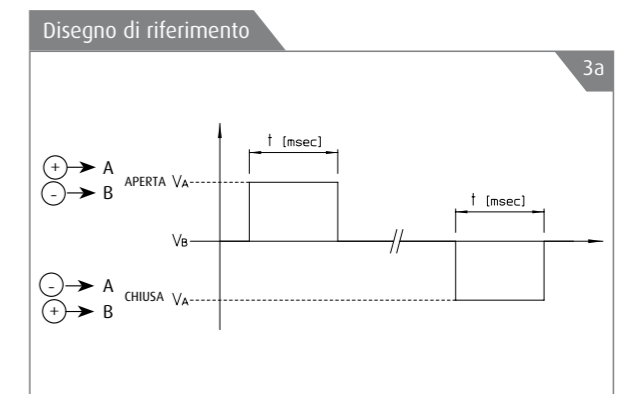 Disegno di riferimento
3a
t [msec]
+ A
- B
APERTA VA
t [msec]
VB
- A
+ B
CHIUSA VA